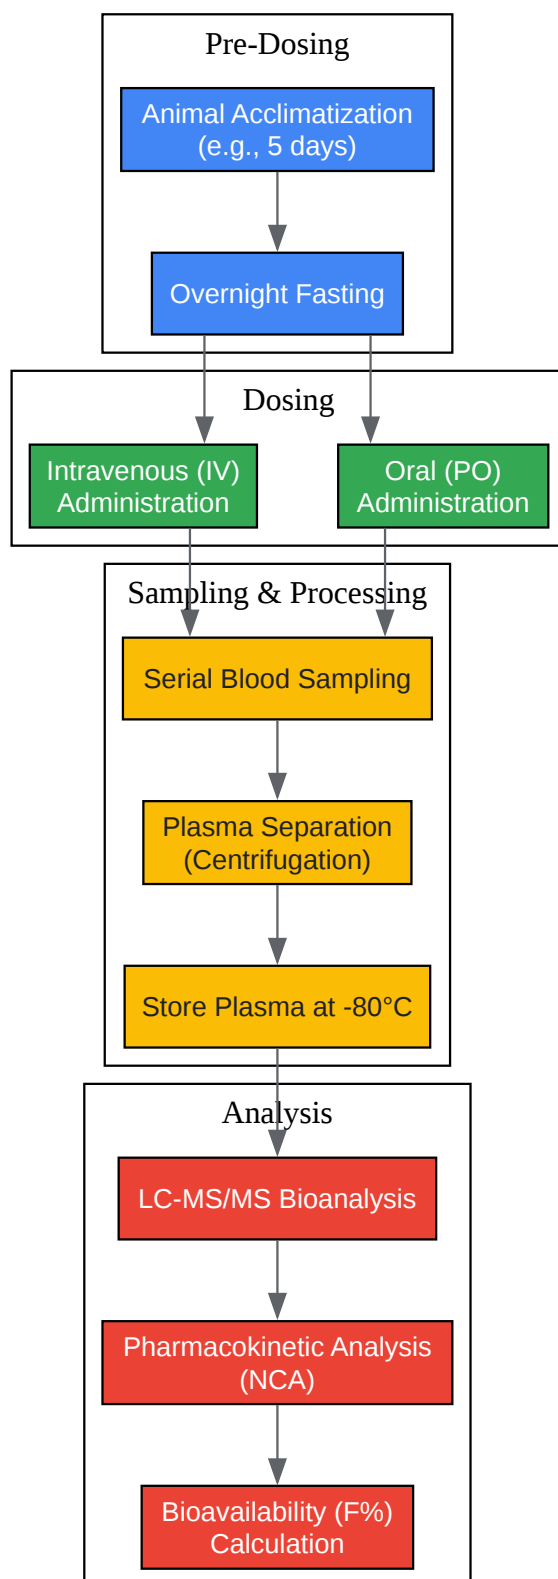 Pre-Dosing
Animal Acclimatization
(e.g., 5 days)
Overnight Fasting
Dosing
Intravenous (IV)
Administration
Oral (PO)
Administration
Sampling & Processing
Serial Blood Sampling
Plasma Separation
(Centrifugation)
Store Plasma at -80°C
Analysis
LC-MS/MS Bioanalysis
Pharmacokinetic Analysis
(NCA)
Bioavailability (F%)
Calculation